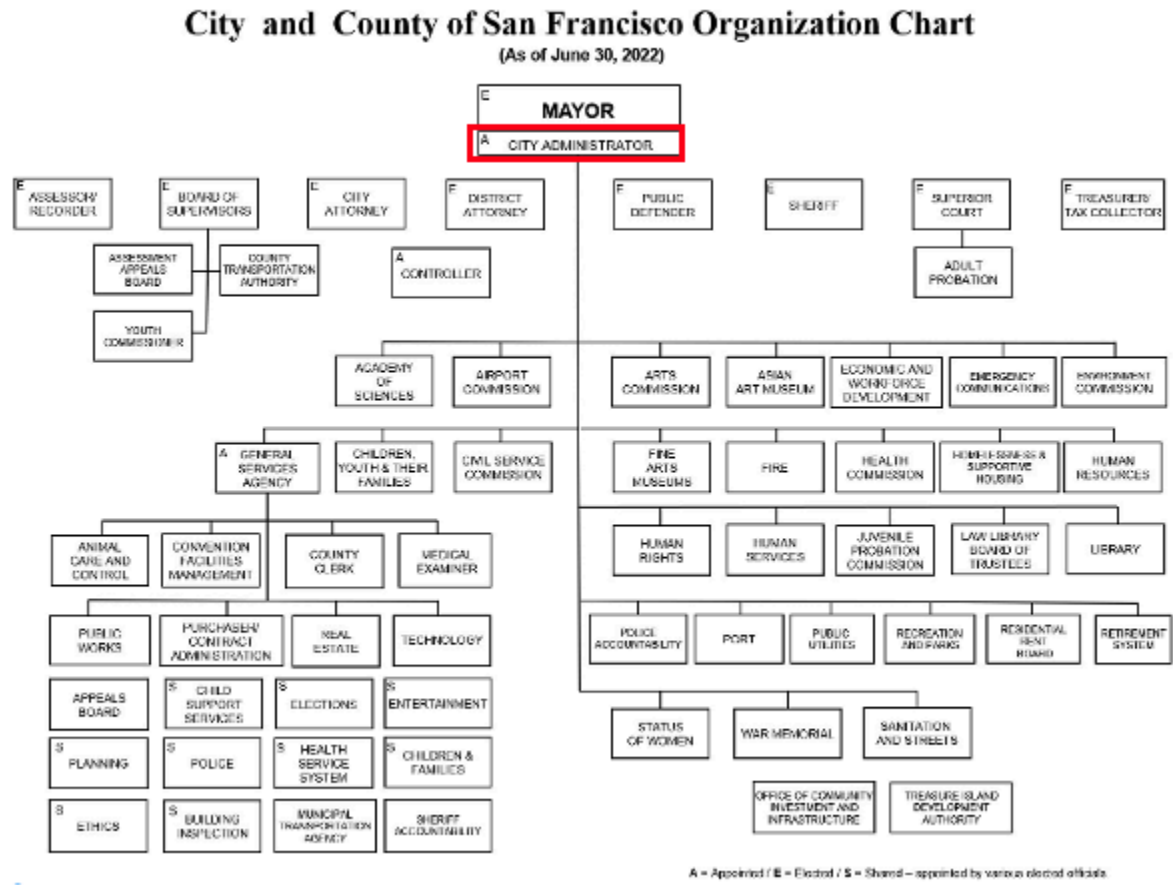 City and County of San Francisco Organization Chart
(As of June 30, 2022)
E
MAYOR
A
CITY ADMINISTRATOR
E
ASSESSOR/
RECORDER
E
BOARD OF
SUPERVISORS
E
CITY
ATTORNEY
E
DISTRICT
ATTORNEY
E
PUBLIC
DEFENDER
E
SHERIFF
E
SUPERIOR
COURT
E
TREASURER/
TAX COLLECTOR
ASSESSMENT
APPEALS
BOARD
COUNTY
TRANSPORTATION
AUTHORITY
A
CONTROLLER
ADULT
PROBATION
YOUTH
COMMISSIONER
ACADEMY
OF
SCIENCES
AIRPORT
COMMISSION
ARTS
COMMISSION
ASIAN
ART MUSEUM
ECONOMIC AND
WORKFORCE
DEVELOPMENT
EMERGENCY
COMMUNICATIONS
ENVIRONMENT
COMMISSION
A
GENERAL
SERVICES
AGENCY
CHILDREN,
YOUTH & THEIR
FAMILIES
CIVIL SERVICE
COMMISSION
FINE
ARTS
MUSEUMS
FIRE
HEALTH
COMMISSION
HOMELESSNESS &
SUPPORTIVE
HOUSING
HUMAN
RESOURCES
ANIMAL
CARE AND
CONTROL
CONVENTION
FACILITIES
MANAGEMENT
COUNTY
CLERK
MEDICAL
EXAMINER
HUMAN
RIGHTS
HUMAN
SERVICES
JUVENILE
PROBATION
COMMISSION
LAW LIBRARY
BOARD OF
TRUSTEES
LIBRARY
PUBLIC
WORKS
PURCHASER/
CONTRACT
ADMINISTRATION
REAL
ESTATE
TECHNOLOGY
POLICE
ACCOUNTABILITY
PORT
PUBLIC
UTILITIES
RECREATION
AND PARKS
RESIDENTIAL
RENT
BOARD
RETIREMENT
SYSTEM
APPEALS
BOARD
S
CHILD
SUPPORT
SERVICES
S
ELECTIONS
S
ENTERTAINMENT
STATUS
OF WOMEN
WAR MEMORIAL
SANITATION
AND STREETS
S
PLANNING
S
POLICE
S
HEALTH
SERVICE
SYSTEM
S
CHILDREN &
FAMILIES
OFFICE OF COMMUNITY
INVESTMENT AND
INFRASTRUCTURE
TREASURE ISLAND
DEVELOPMENT
AUTHORITY
S
ETHICS
S
BUILDING
INSPECTION
MUNICIPAL
TRANSPORTATION
AGENCY
SHERIFF
ACCOUNTABILITY
A = Appointed / E = Elected / S = Shared – appointed by various elected officials